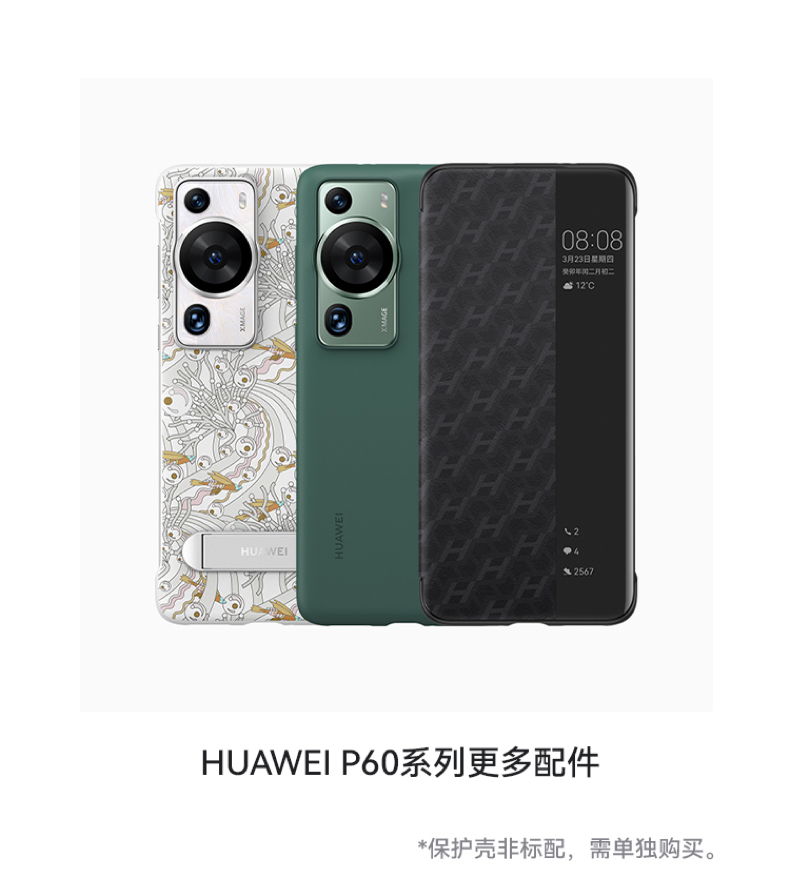 XMAGE
XMAGE
08:08
3月23日星期四
癸卯年闰二月初二
12°C
HUAWEI
HUAWEI
2
4
2567
HUAWEI P60系列更多配件
*保护壳非标配，需单独购买。